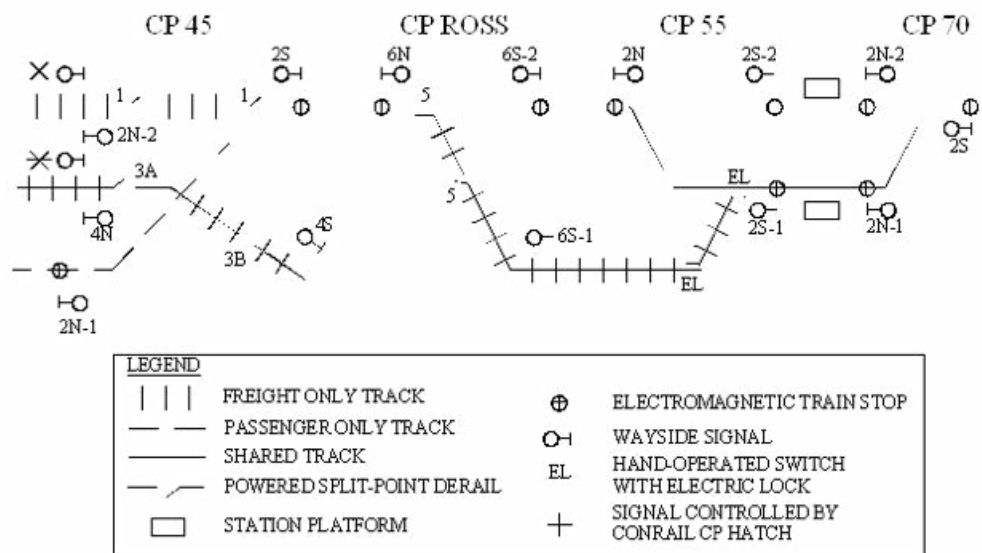 CP 45 CP ROSS CP 55 CP 70
2S 6N 6S-2 2N 2S-2 2N-2
1 1 5
2N-2 2S
3A 5 EL
4N 4S 6S-1 2S-1 2N-1
3B EL
2N-1
LEGEND
FREIGHT ONLY TRACK
PASSENGER ONLY TRACK
SHARED TRACK
POWERED SPLIT-POINT DERAIL
STATION PLATFORM
ELECTROMAGNETIC TRAIN STOP
WAYSIDE SIGNAL
EL HAND-OPERATED SWITCH
WITH ELECTRIC LOCK
SIGNAL CONTROLLED BY
CONRAIL CP HATCH